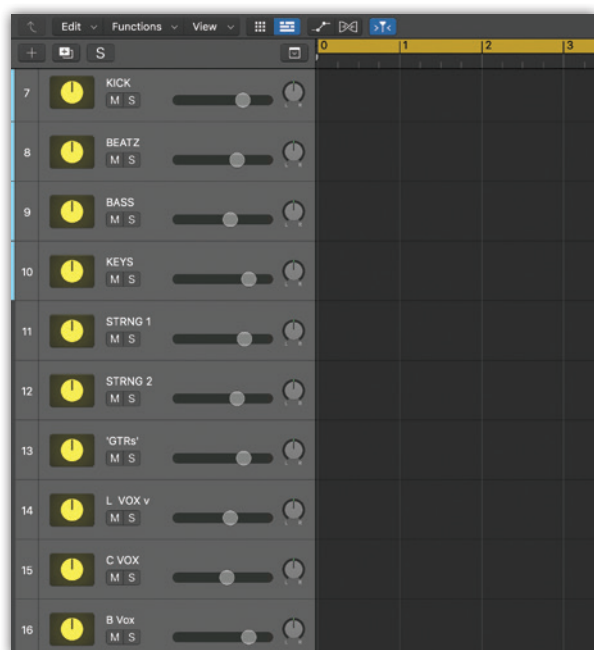 Edit Functions View
S 0 1 2 3
7 KICK
M S
L R
8 BEATZ
M S
L R
9 BASS
M S
L R
10 KEYS
M S
L R
11 STRNG 1
M S
L R
12 STRNG 2
M S
L R
13 'GTRs'
M S
L R
14 L VOX v
M S
L R
15 C VOX
M S
L R
16 B Vox
M S
L R